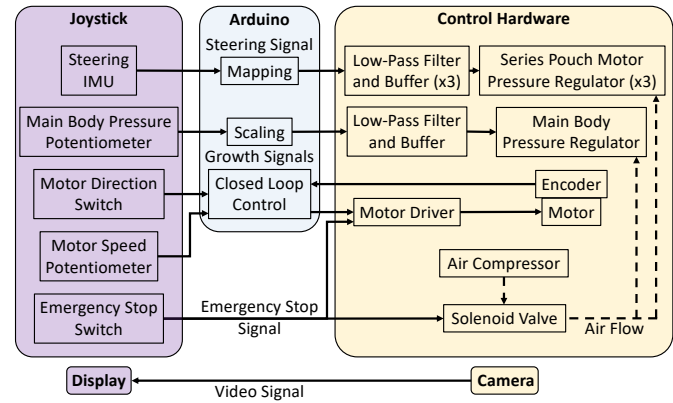 Joystick
Arduino
Control Hardware
Steering Signal
Steering
IMU
Mapping
Low-Pass Filter
and Buffer (x3)
Series Pouch Motor
Pressure Regulator (x3)
Main Body Pressure
Potentiometer
Scaling
Low-Pass Filter
and Buffer
Main Body
Pressure Regulator
Growth Signals
Motor Direction
Switch
Closed Loop
Control
Encoder
Motor Driver
Motor
Motor Speed
Potentiometer
Air Compressor
Emergency Stop
Switch
Emergency Stop
Signal
Solenoid Valve
Air Flow
Display
Video Signal
Camera